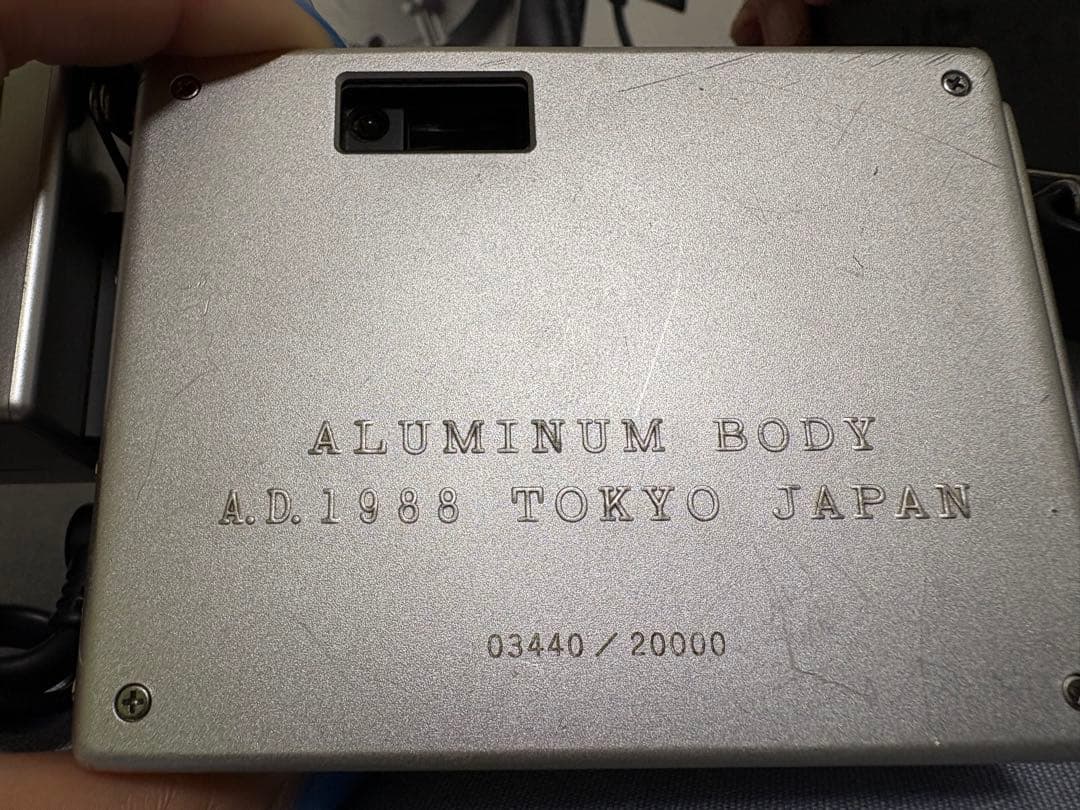 ALUMINUM BODY
A.D.1988 TOKYO JAPAN
03440/20000